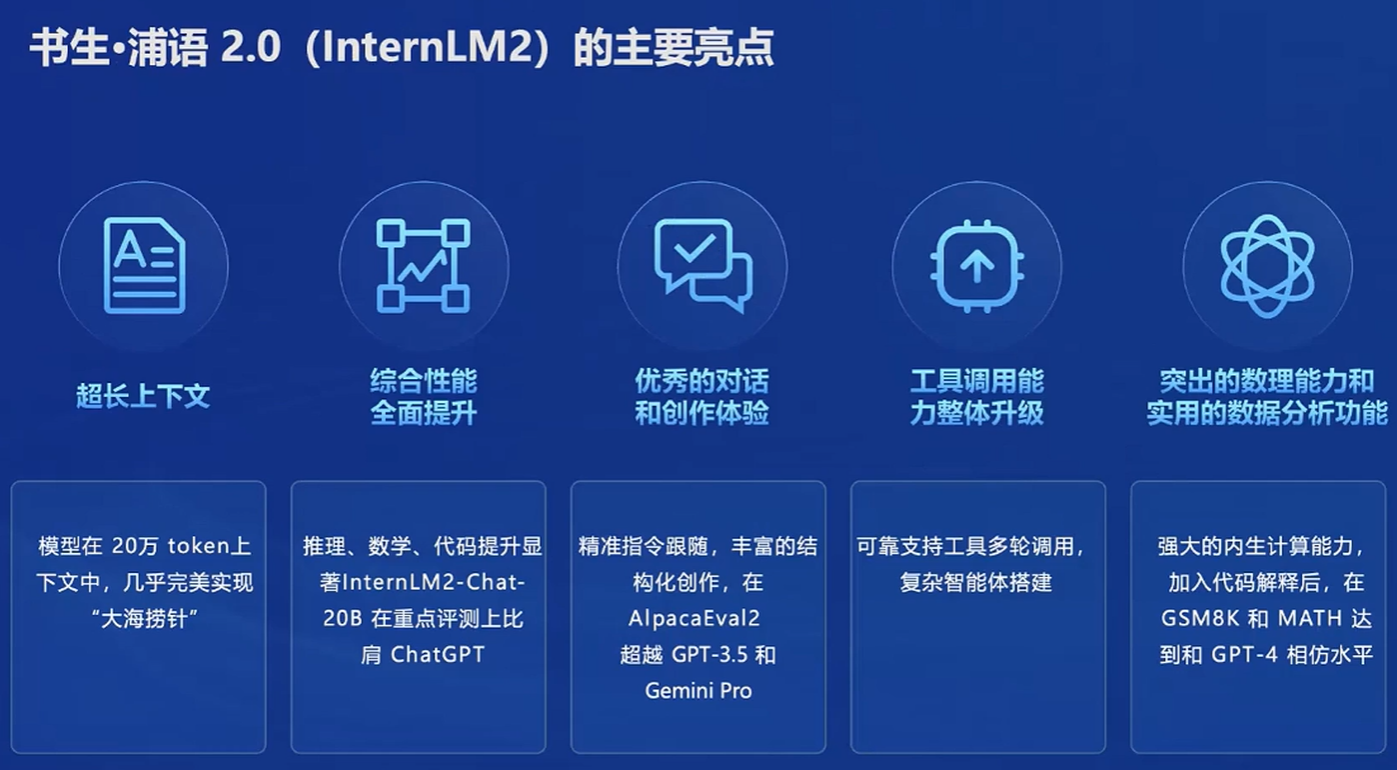 书生·浦语 2.0（InternLM2）的主要亮点
超长上下文
模型在 20万 token上
下文中，几乎完美实现
“大海捞针”
综合性能
全面提升
推理、数学、代码提升显
著InternLM2-Chat-
20B 在重点评测上比
肩 ChatGPT
优秀的对话
和创作体验
精准指令跟随，丰富的结
构化创作，在
AlpacaEval2
超越 GPT-3.5 和
Gemini Pro
工具调用能
力整体升级
可靠支持工具多轮调用，
复杂智能体搭建
突出的数理能力和
实用的数据分析功能
强大的内生计算能力，
加入代码解释后，在
GSM8K 和 MATH 达
到和 GPT-4 相仿水平